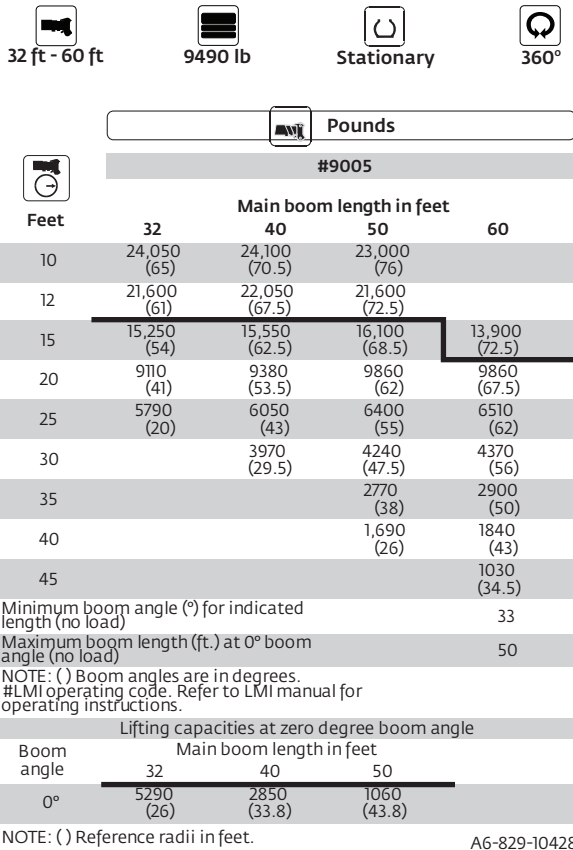 32 ft - 60 ft 9490 lb Stationary 360°
Pounds
#9005
Main boom length in feet
Feet 32 40 50 60
10 24,050 (65) 24,100 (70.5) 23,000 (76)
12 21,600 (61) 22,050 (67.5) 21,600 (72.5)
15 15,250 (54) 15,550 (62.5) 16,100 (68.5) 13,900 (72.5)
20 9110 (41) 9380 (53.5) 9860 (62) 9860 (67.5)
25 5790 (20) 6050 (43) 6400 (55) 6510 (62)
30 3970 (29.5) 4240 (47.5) 4370 (56)
35 2770 (38) 2900 (50)
40 1,690 (26) 1840 (43)
45 1030 (34.5)
Minimum boom angle (°) for indicated
length (no load) 33
Maximum boom length (ft.) at 0° boom
angle (no load) 50
NOTE: ( ) Boom angles are in degrees.
#LMI operating code. Refer to LMI manual for
operating instructions.
Lifting capacities at zero degree boom angle
Boom angle Main boom length in feet
32 40 50
0° 5290 (26) 2850 (33.8) 1060 (43.8)
NOTE: ( ) Reference radii in feet.
A6-829-10428